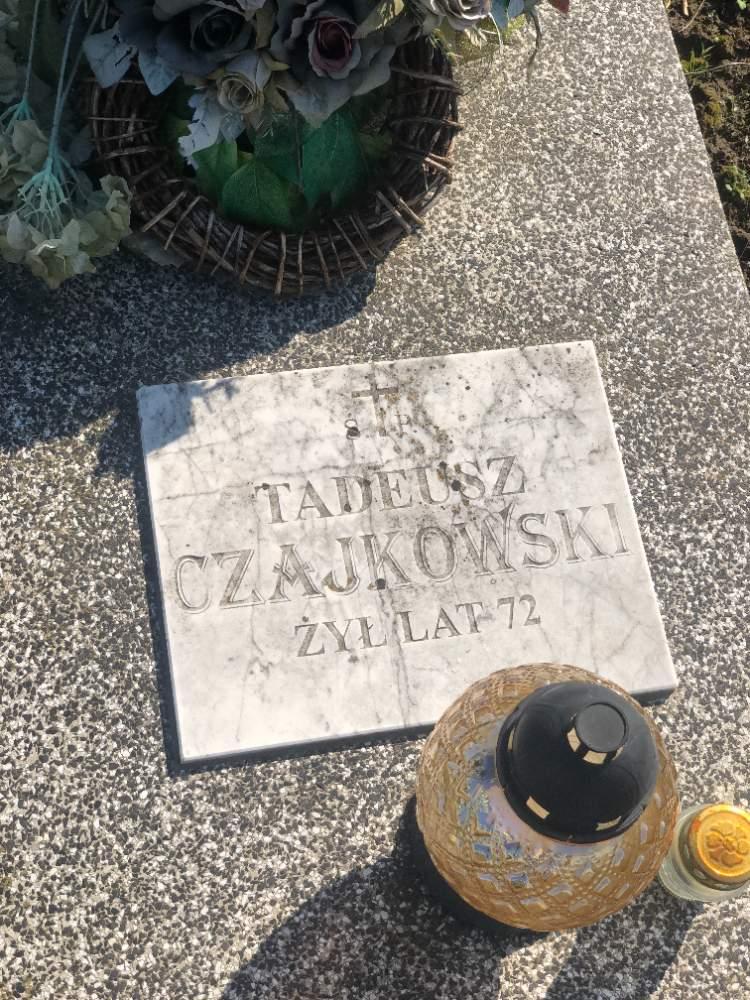 S P
TADEUSZ
CZAJKOWSKI
ŻYŁ LAT 72